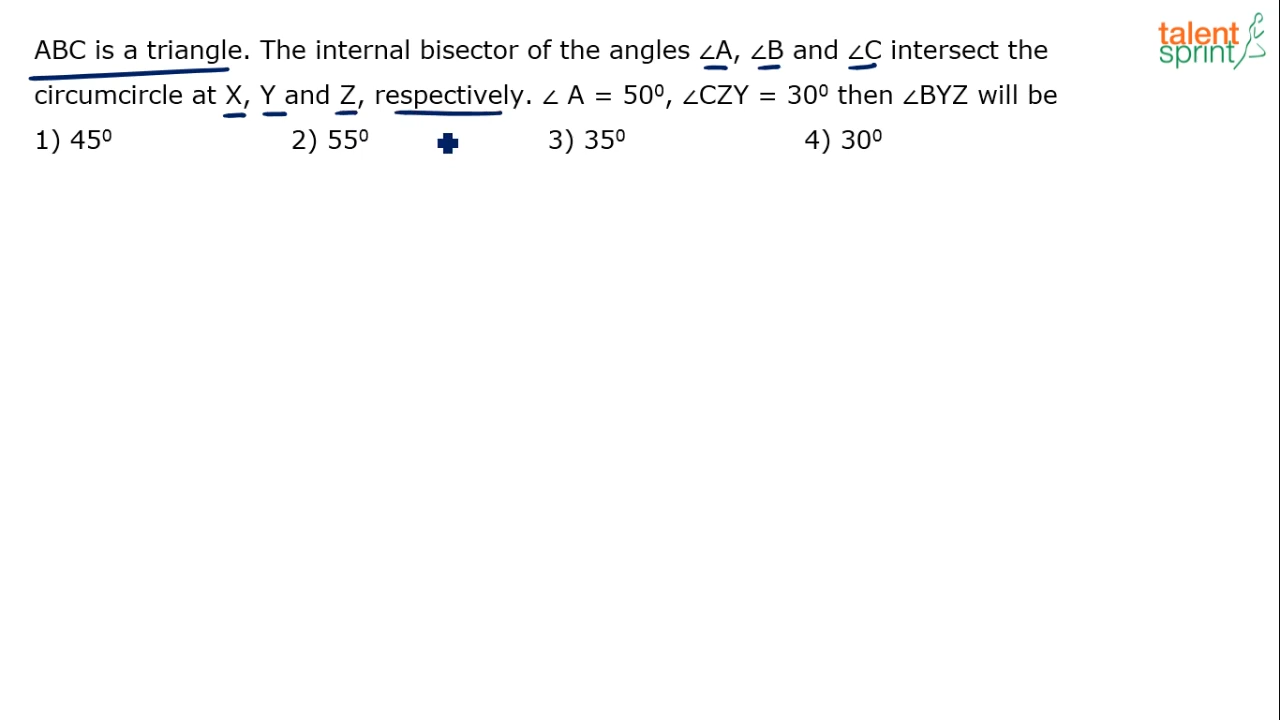 ABC is a triangle. The internal bisector of the angles ∠A, ∠B and ∠C intersect the
talent
sprint
circumcircle at X, Y and Z, respectively. ∠ A = 50⁰, ∠CZY = 30⁰ then ∠BYZ will be
1) 45⁰ 2) 55⁰ 3) 35⁰ 4) 30⁰